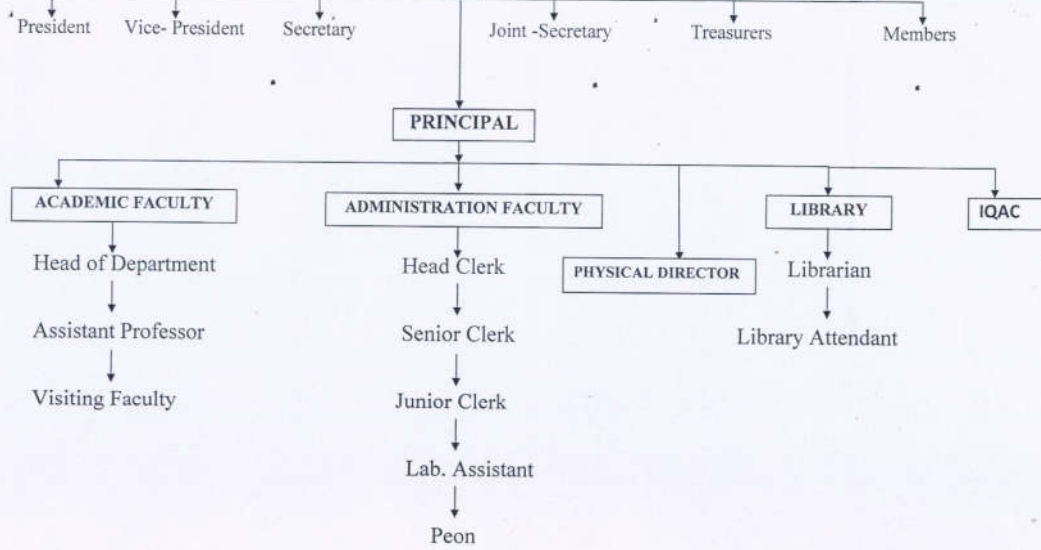 President Vice- President Secretary Joint -Secretary Treasurers Members
PRINCIPAL
ACADEMIC FACULTY ADMINISTRATION FACULTY LIBRARY IQAC
Head of Department Head Clerk PHYSICAL DIRECTOR Librarian
Assistant Professor Senior Clerk Library Attendant
Visiting Faculty Junior Clerk
Lab. Assistant
Peon